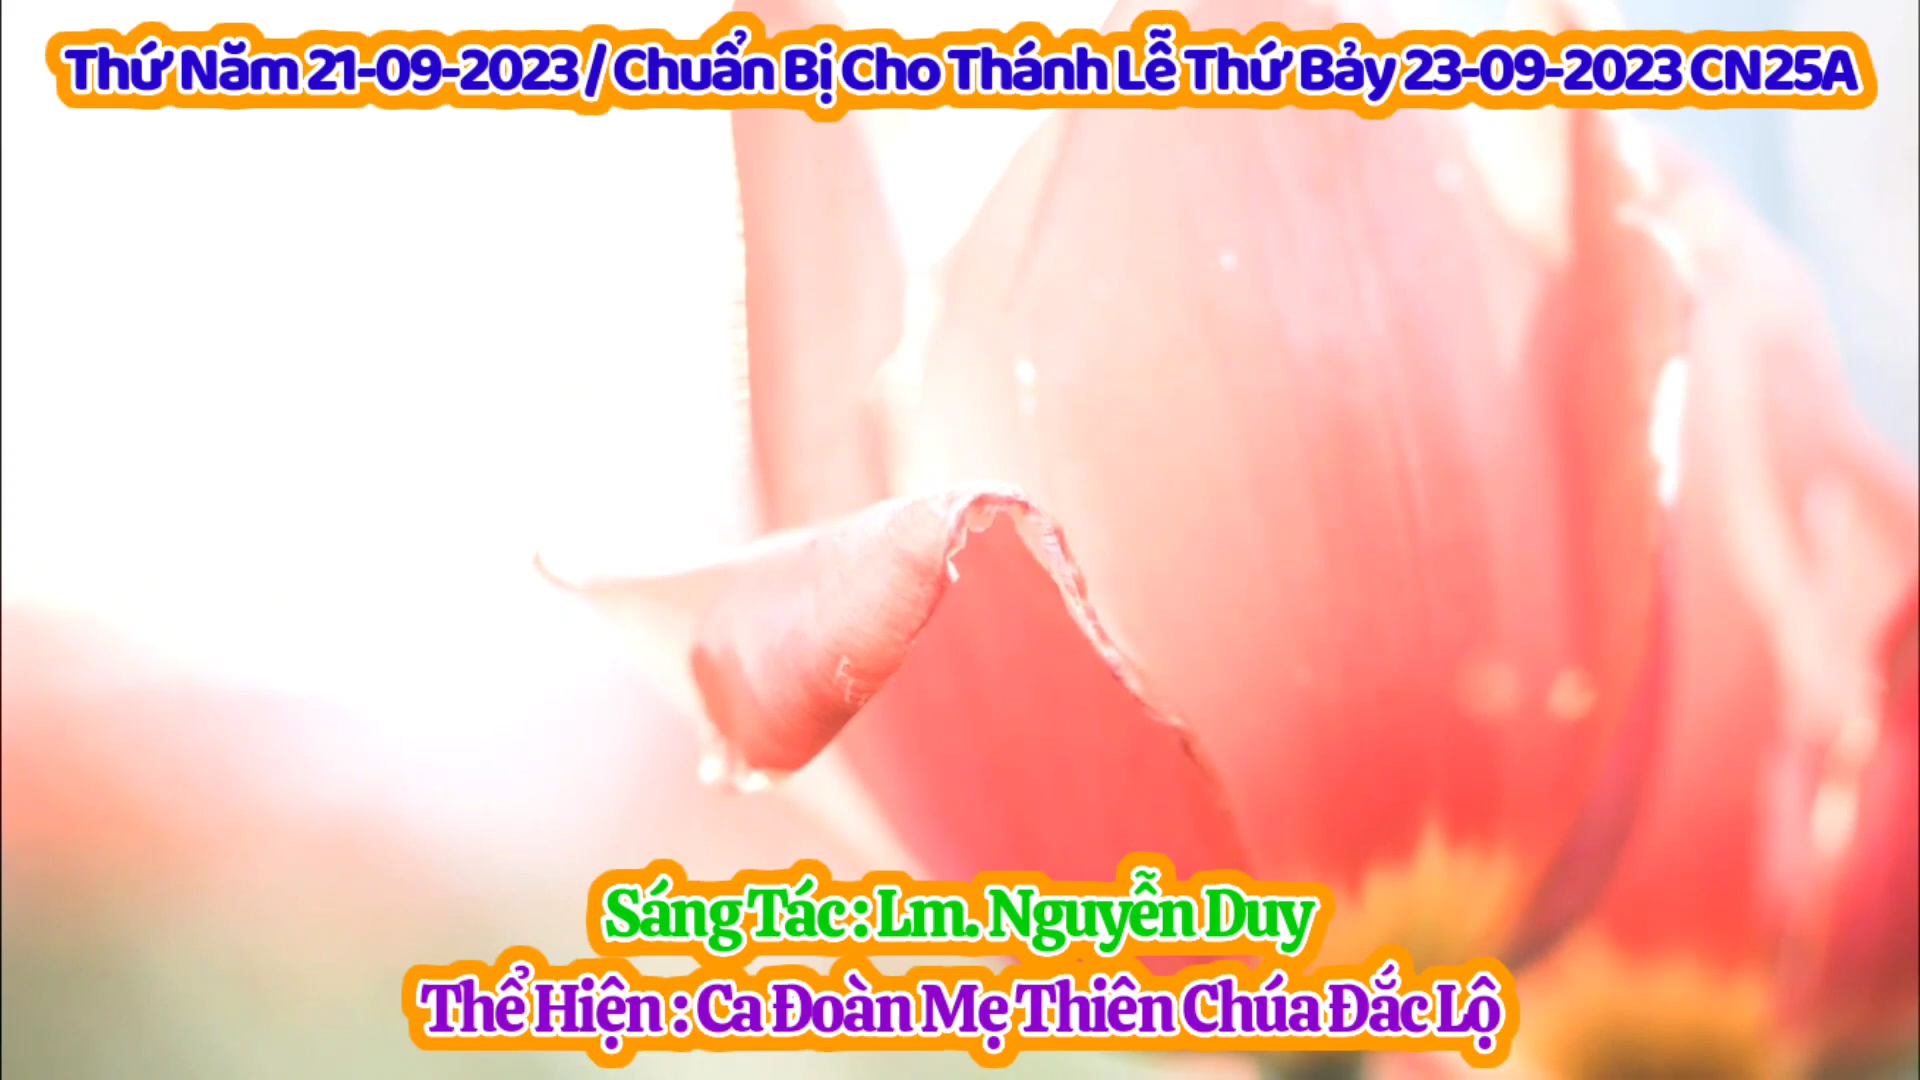 Thứ Năm 21-09-2023 / Chuẩn Bị Cho Thánh Lễ Thứ Bảy 23-09-2023 CN25A
Sáng Tác : Lm. Nguyễn Duy
Thể Hiện : Ca Đoàn Mẹ Thiên Chúa Đắc Lộ